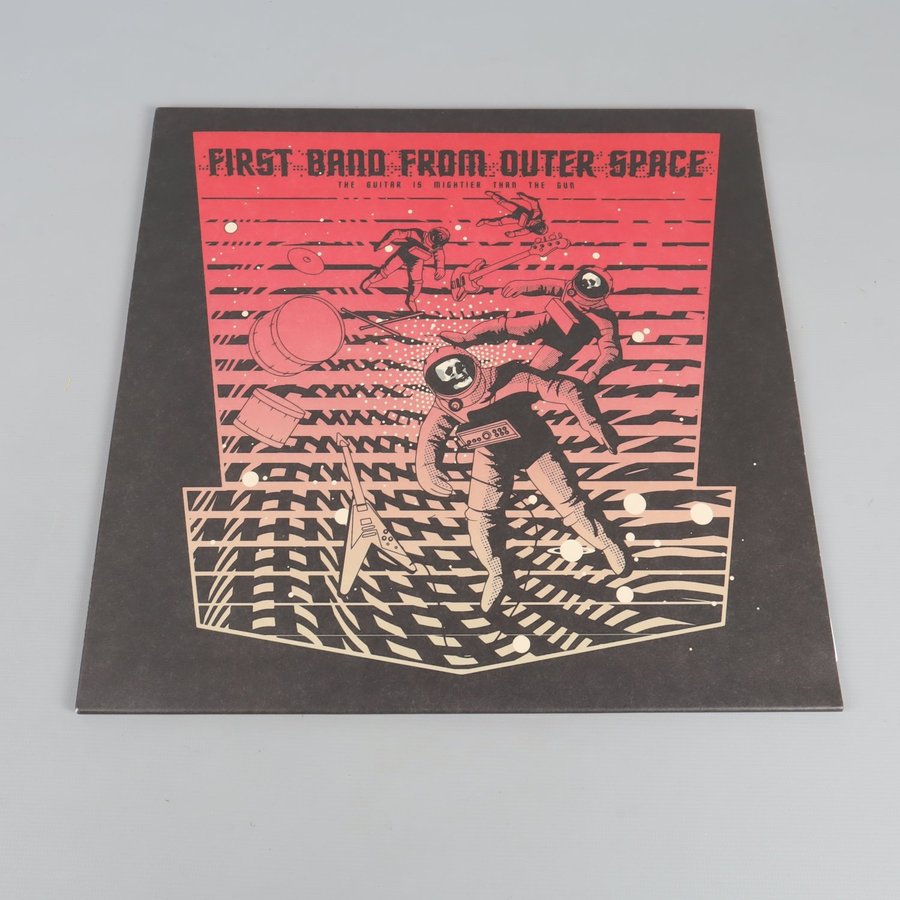 FIRST BAND FROM OUTER SPACE
THE GUITAR IS MIGHTIER THAN THE GUN